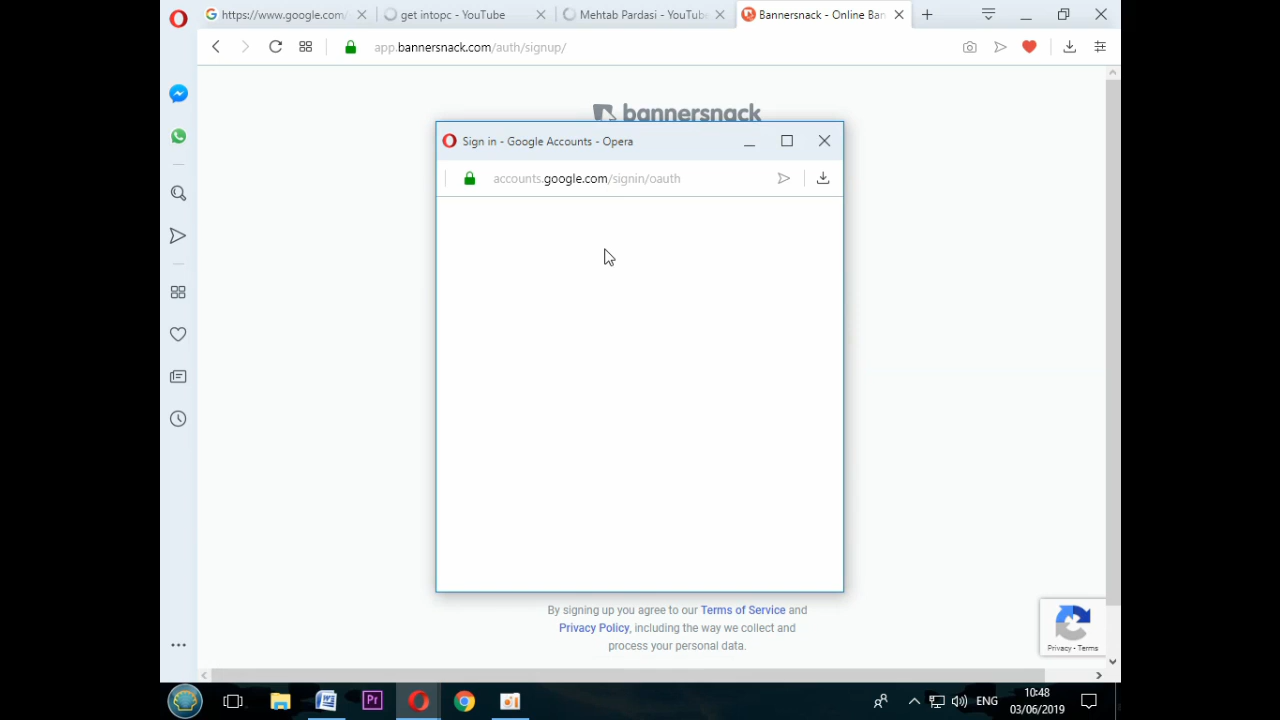 https://www.google.com/
get intopc - YouTube
Mehtab Pardasi - YouTube
Bannersnack - Online Ban
app.bannersnack.com/auth/signup/
bannersnack
Sign in - Google Accounts - Opera
accounts.google.com/signin/oauth
By signing up you agree to our Terms of Service and
Privacy Policy, including the way we collect and
process your personal data.
Privacy - Terms
Pr
ENG
10:48
03/06/2019